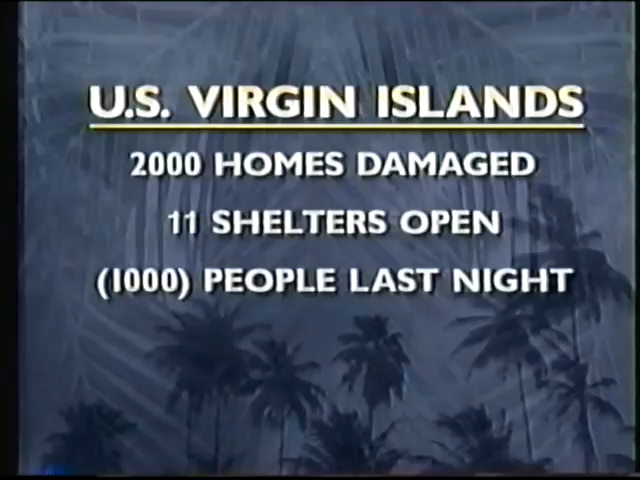 U.S. VIRGIN ISLANDS
2000 HOMES DAMAGED
11 SHELTERS OPEN
(1000) PEOPLE LAST NIGHT